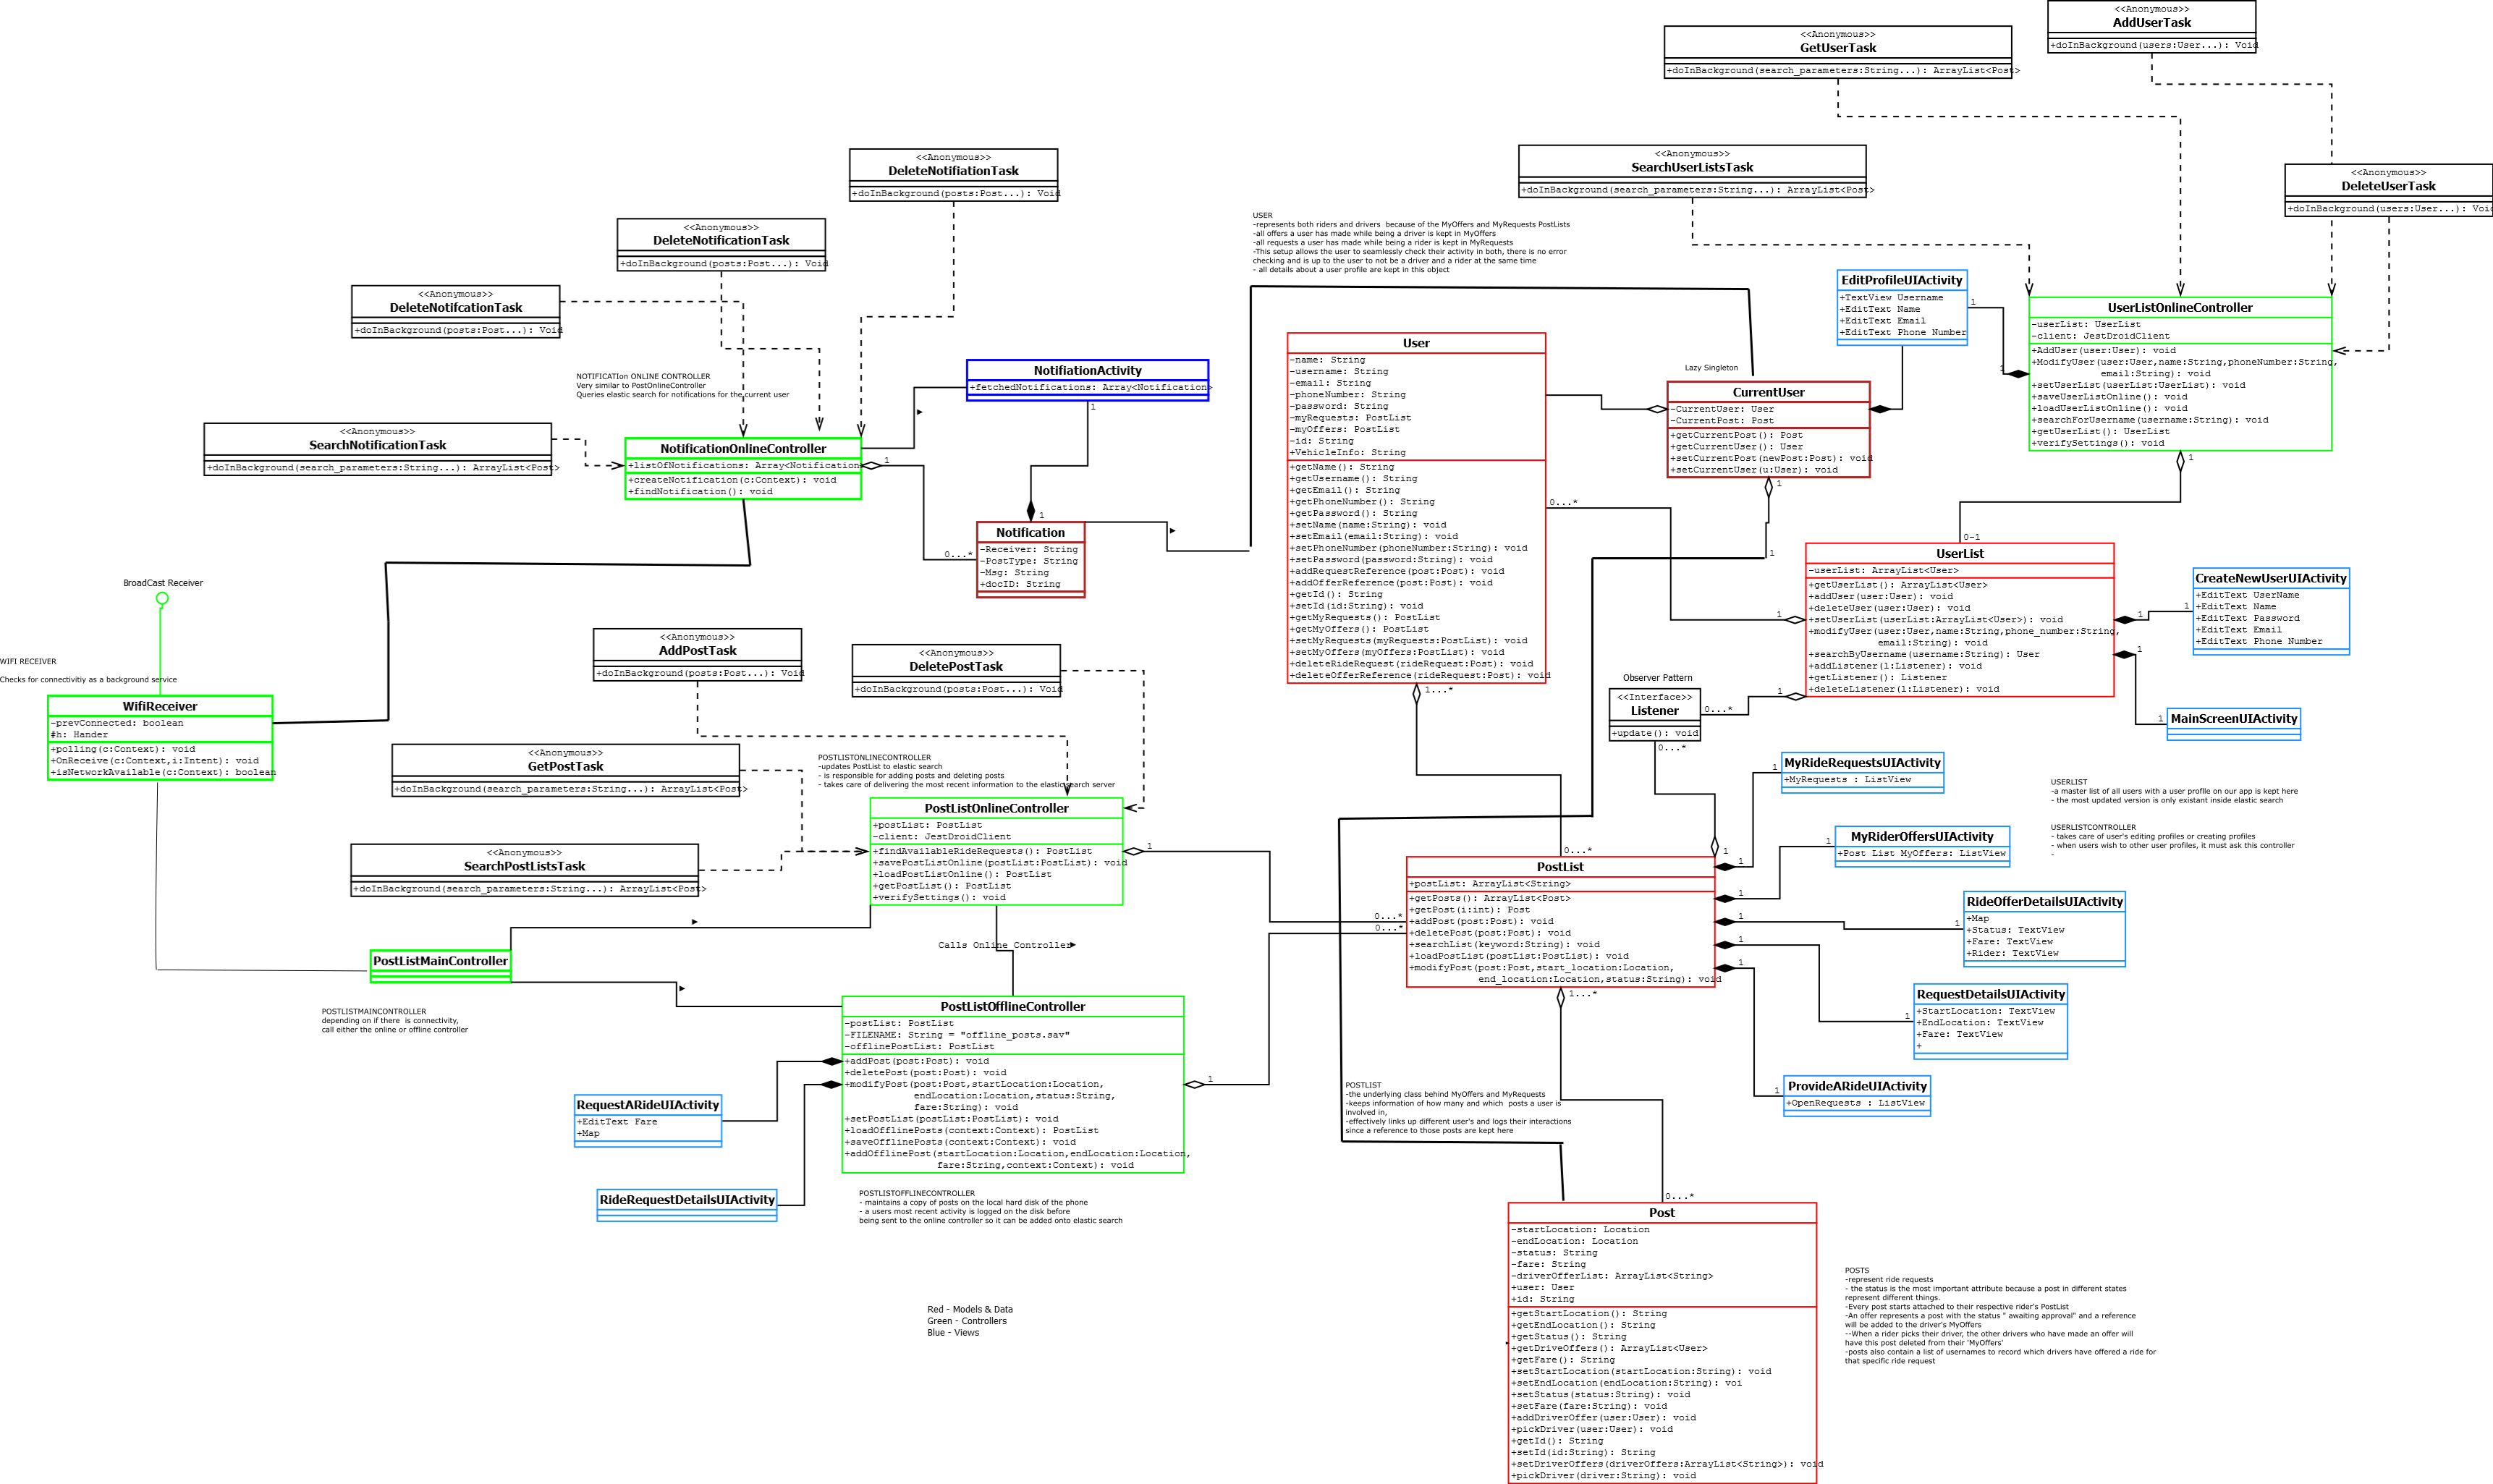 <<Anonymous>>
AddUserTask
+doInBackground(users:User...): Void
<<Anonymous>>
GetUserTask
+doInBackground(search_parameters:String...): ArrayList<Post>
<<Anonymous>>
SearchUserListsTask
+doInBackground(search_parameters:String...): ArrayList<Post>
<<Anonymous>>
DeleteUserTask
+doInBackground(users:User...): Void
<<Anonymous>>
DeleteNotifiationTask
+doInBackground(posts:Post...): Void
<<Anonymous>>
DeleteNotificationTask
+doInBackground(posts:Post...): Void
<<Anonymous>>
DeleteNotifcationTask
+doInBackground(posts:Post...): Void
USER
-represents both riders and drivers  because of the MyOffers and MyRequests PostLists
-all offers a user has made while being a driver is kept in MyOffers
-all requests a user has made while being a rider is kept in MyRequests
-This setup allows the user to seamlessly check their activity in both, there is no error
checking and is up to the user to not be a driver and a rider at the same time
- all details about a user profile are kept in this object
EditProfileUIActivity
+TextView Username
+EditText Name
+EditText Email
+EditText Phone Number
1
1
UserListOnlineController
-userList: UserList
-client: JestDroidClient
+AddUser(user:User): void
+ModifyUser(user:User,name:String,phoneNumber:String,
email:String): void
+setUserList(userList:UserList): void
+saveUserListOnline(): void
+loadUserListOnline(): void
+searchForUsername(username:String): void
+getUserList(): UserList
+verifySettings(): void
1
0-1
NOTIFICATIon ONLINE CONTROLLER
Very similar to PostOnlineController
Queries elastic search for notifications for the current user
NotifiationActivity
+fetchedNotifications: Array<Notification>
1
<<Anonymous>>
SearchNotificationTask
+doInBackground(search_parameters:String...): ArrayList<Post>
NotificationOnlineController
+listOfNotifications: Array<Notification>
+createNotification(c:Context): void
+findNotification(): void
1
0...*
1
Notification
-Receiver: String
-PostType: String
-Msg: String
+docID: String
User
-name: String
-username: String
-email: String
-phoneNumber: String
-password: String
-myRequests: PostList
-myOffers: PostList
-id: String
-VehicleInfo: String
+getName(): String
+getUsername(): String
+getEmail(): String
+getPhoneNumber(): String
+getPassword(): String
+setName(name:String): void
+setEmail(email:String): void
+setPhoneNumber(phoneNumber:String): void
+setPassword(password:String): void
+addRequestReference(post:Post): void
+addOfferReference(post:Post): void
+getId(): String
+setId(id:String): void
+getMyRequests(): PostList
+getMyOffers(): PostList
+setMyRequests(myRequests:PostList): void
+setMyOffers(myOffers:PostList): void
+deleteRideRequest(rideRequest:Post): void
+deleteOfferReference(rideRequest:Post): void
1...*
0...*
Lazy Singleton
CurrentUser
-CurrentUser: User
-CurrentPost: Post
+getCurrentPost(): Post
+getCurrentUser(): User
+setCurrentPost(newPost:Post): void
+setCurrentUser(u:User): void
1
1
0...*
1
UserList
-userList: ArrayList<User>
+getUserList(): ArrayList<User>
+addUser(user:User): void
+deleteUser(user:User): void
+setUserList(userList:ArrayList<User>): void
+modifyUser(user:User,name:String,phone_number:String,
email:String): void
+searchByUsername(username:String): User
+addListener(l:Listener): void
+getListener(): Listener
+deleteListener(l:Listener): void
1
1
CreateNewUserUIActivity
+EditText UserName
+EditText Name
+EditText Password
+EditText Email
+EditText Phone Number
1
1
MainScreenUIActivity
Observer Pattern
<<Interface>>
Listener
+update(): void
0...*
1
0...*
1
BroadCast Receiver
WIFI RECEIVER
Checks for connectivitiy as a background service
WifiReceiver
-prevConnected: boolean
#h: Hander
+polling(c:Context): void
+OnReceive(c:Context,i:Intent): void
+isNetworkAvailable(c:Context): boolean
<<Anonymous>>
AddPostTask
+doInBackground(posts:Post...): Void
<<Anonymous>>
DeletePostTask
+doInBackground(posts:Post...): Void
<<Anonymous>>
GetPostTask
+doInBackground(search_parameters:String...): ArrayList<Post>
<<Anonymous>>
SearchPostListsTask
+doInBackground(search_parameters:String...): ArrayList<Post>
POSTLISTONLINECONTROLLER
-updates PostList to elastic search
- is responsible for adding posts and deleting posts
- takes care of delivering the most recent information to the elastic search server
PostListOnlineController
+postList: PostList
-client: JestDroidClient
+findAvailableRideRequests(): PostList
+savePostListOnline(postList:PostList): void
+loadPostListOnline(): PostList
+getPostList(): PostList
+verifySettings(): void
1
0...*
0...*
Calls Online Controller
PostListMainController
POSTLISTMAINCONTROLLER
depending on if there  is connectivity,
call either the online or offline controller
PostListOfflineController
-postList: PostList
-FILENAME: String = "offline_posts.sav"
-offlinePostList: PostList
+addPost(post:Post): void
+deletePost(post:Post): void
+modifyPost(post:Post,startLocation:Location,
endLocation:Location,status:String,
fare:String): void
+setPostList(postList:PostList): void
+loadOfflinePosts(context:Context): PostList
+saveOfflinePosts(context:Context): void
+addOfflinePost(startLocation:Location,endLocation:Location,
fare:String,context:Context): void
1
RequestARideUIActivity
+EditText Fare
+Map
RideRequestDetailsUIActivity
POSTLISTOFFLINECONTROLLER
- maintains a copy of posts on the local hard disk of the phone
- a users most recent activity is logged on the disk before
being sent to the online controller so it can be added onto elastic search
PostList
+postList: ArrayList<String>
+getPosts(): ArrayList<Post>
+getPost(i:int): Post
+addPost(post:Post): void
+deletePost(post:Post): void
+searchList(keyword:String): void
+loadPostList(postList:PostList): void
+modifyPost(post:Post,start_location:Location,
end_location:Location,status:String): void
1...*
0...*
1
1
1
1
1
1
MyRideRequestsUIActivity
+MyRequests : ListView
1
MyRiderOffersUIActivity
+Post List MyOffers: ListView
1
RideOfferDetailsUIActivity
+Map
+Status: TextView
+Fare: TextView
+Rider: TextView
1
RequestDetailsUIActivity
+StartLocation: TextView
+EndLocation: TextView
+Fare: TextView
+
1
ProvideARideUIActivity
+OpenRequests : ListView
USERLIST
-a master list of all users with a user profile on our app is kept here
- the most updated version is only existant inside elastic search
USERLISTCONTROLLER
- takes care of user's editing profiles or creating profiles
- when users wish to other user profiles, it must ask this controller
-
POSTLIST
-the underlying class behind MyOffers and MyRequests
-keeps information of how many and which  posts a user is
involved in,
-effectively links up different user's and logs their interactions
since a reference to those posts are kept here
Post
-startLocation: Location
-endLocation: Location
-status: String
-fare: String
-driverOfferList: ArrayList<String>
+user: User
+id: String
+getStartLocation(): String
+getEndLocation(): String
+getStatus(): String
+getDriveOffers(): ArrayList<User>
+getFare(): String
+setStartLocation(startLocation:String): void
+setEndLocation(endLocation:String): voi
+setStatus(status:String): void
+setFare(fare:String): void
+addDriverOffer(user:User): void
+pickDriver(user:User): void
+getId(): String
+setId(id:String): String
+setDriverOffers(driverOffers:ArrayList<String>): void
+pickDriver(driver:String): void
POSTS
-represent ride requests
- the status is the most important attribute because a post in different states
represent different things.
-Every post starts attached to their respective rider's PostList
-An offer represents a post with the status " awaiting approval" and a reference
will be added to the driver's MyOffers
--When a rider picks their driver, the other drivers who have made an offer will
have this post deleted from their 'MyOffers'
-posts also contain a list of usernames to record which drivers have offered a ride for
that specific ride request
Red - Models & Data
Green - Controllers
Blue - Views